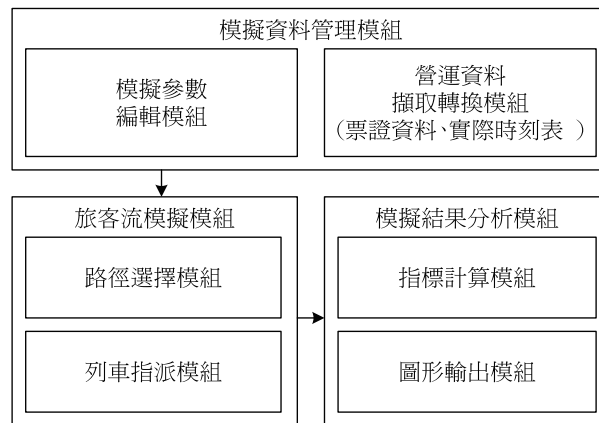 模擬資料管理模組
模擬參數
編輯模組
營運資料
擷取轉換模組
(票證資料、實際時刻表 )
旅客流模擬模組
路徑選擇模組
列車指派模組
模擬結果分析模組
指標計算模組
圖形輸出模組